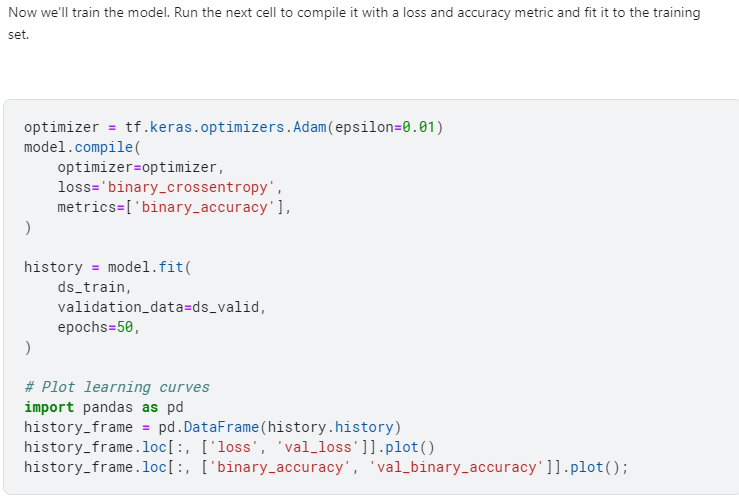 Now we'll train the model. Run the next cell to compile it with a loss and accuracy metric and fit it to the training
set.
optimizer = tf.keras.optimizers.Adam(epsilon=0.01)
model.compile(
    optimizer=optimizer,
    loss='binary_crossentropy',
    metrics=['binary_accuracy'],
)
history = model.fit(
    ds_train,
    validation_data=ds_valid,
    epochs=50,
)
# Plot learning curves
import pandas as pd
history_frame = pd.DataFrame(history.history)
history_frame.loc[:, ['loss', 'val_loss']].plot()
history_frame.loc[:, ['binary_accuracy', 'val_binary_accuracy']].plot();